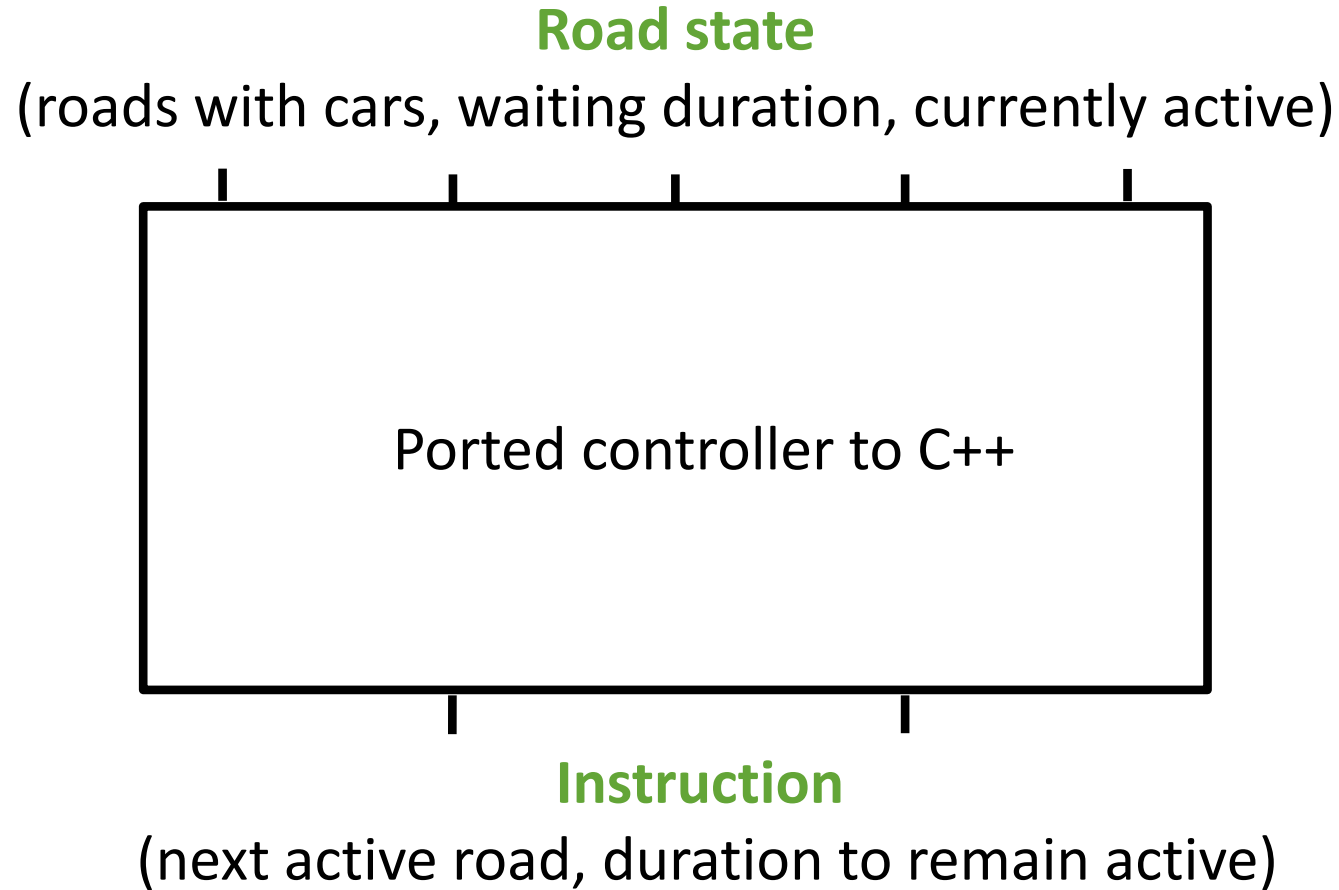 Road state
(roads with cars, waiting duration, currently active)
Ported controller to C++
Instruction
(next active road, duration to remain active)